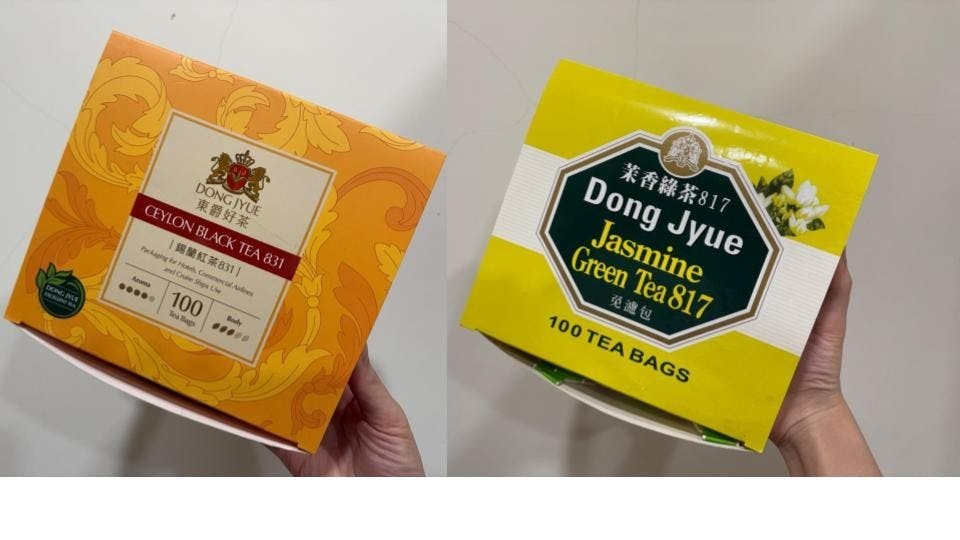 DONG JYUE
東爵好茶
CEYLON BLACK TEA 831
| 錫蘭紅茶831 |
Packaging for Hotels, Commercial Airlines
and Cruise Ships Use
Aroma
100
Tea Bags
Body
DONG JYUE
茉香綠茶817
Dong Jyue
Jasmine
Green Tea817
免濾包
100 TEA BAGS